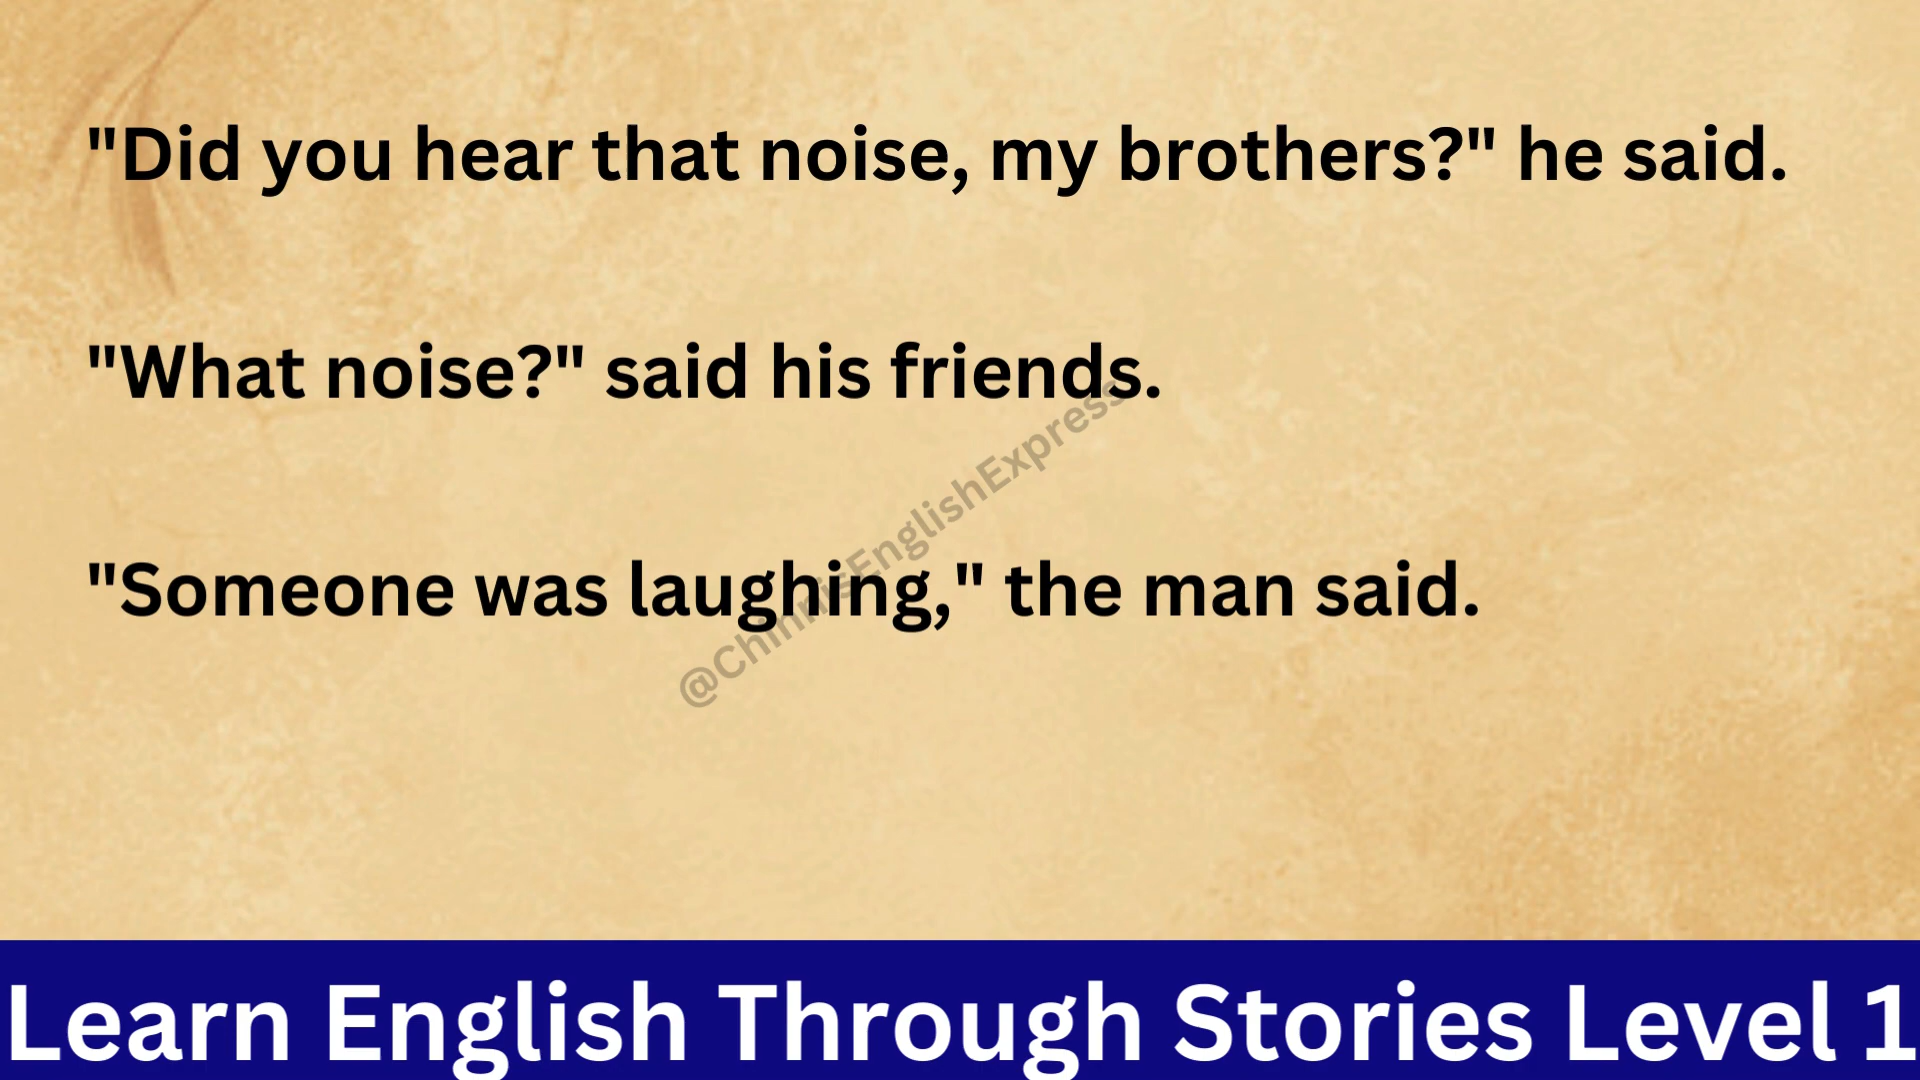 "Did you hear that noise, my brothers?" he said.
"What noise?" said his friends.
"Someone was laughing," the man said.
@ChinnisEnglishExpress
Learn English Through Stories Level 1